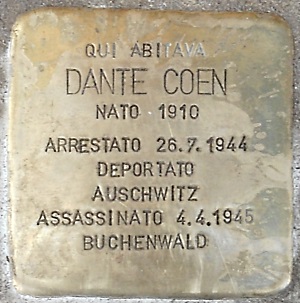 QUI ABITAVA
DANTE COEN
NATO 1910
ARRESTATO 26.7.1944
DEPORTATO
AUSCHWITZ
ASSASSINATO 4.4.1945
BUCHENWALD